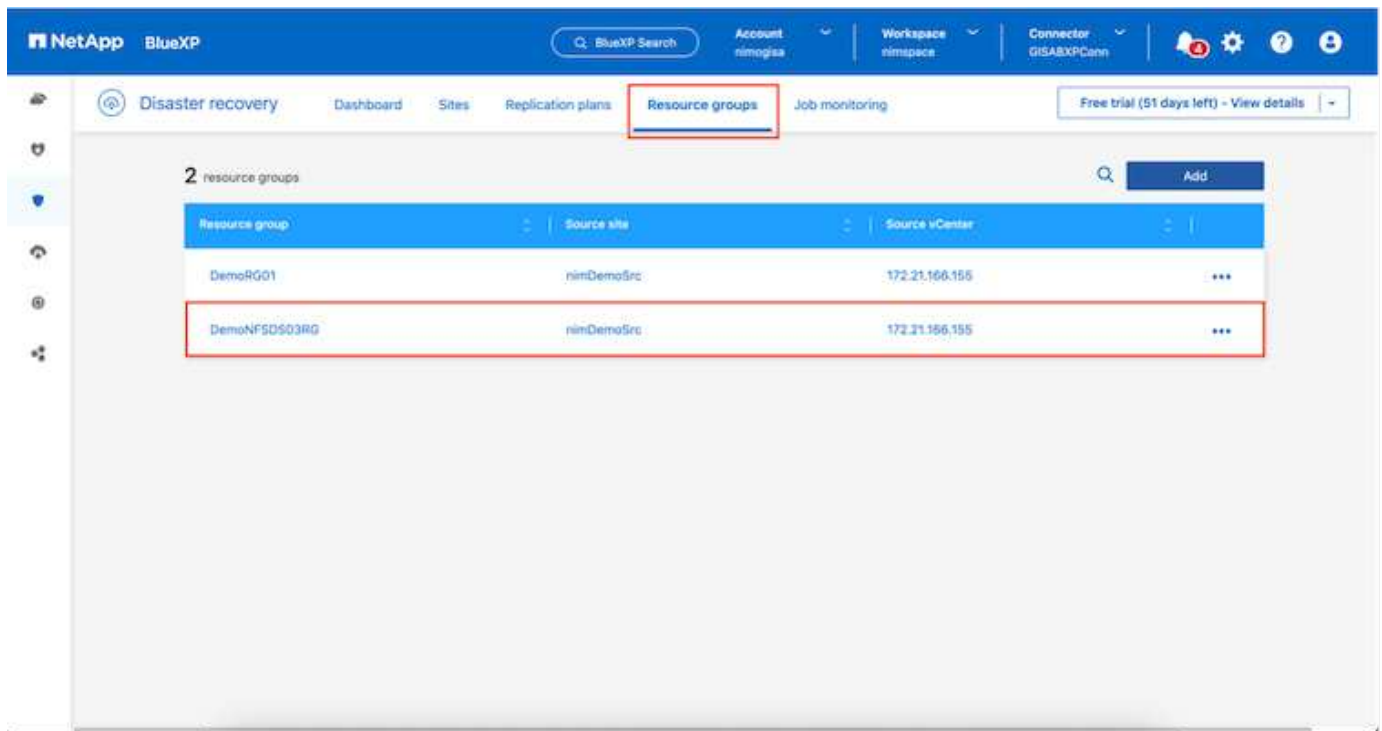 NetApp BlueXP
BlueXP Search
Account
nimogisa
Workspace
nimspace
Connector
GISABXPConn
4
Disaster recovery
Dashboard
Sites
Replication plans
Resource groups
Job monitoring
Free trial (51 days left) - View details
2 resource groups
Add
Resource group
Source site
Source vCenter
DemoRG01
nimDemoSrc
172.21.166.155
DemoNFSDS03RG
nimDemoSrc
172.21.166.155